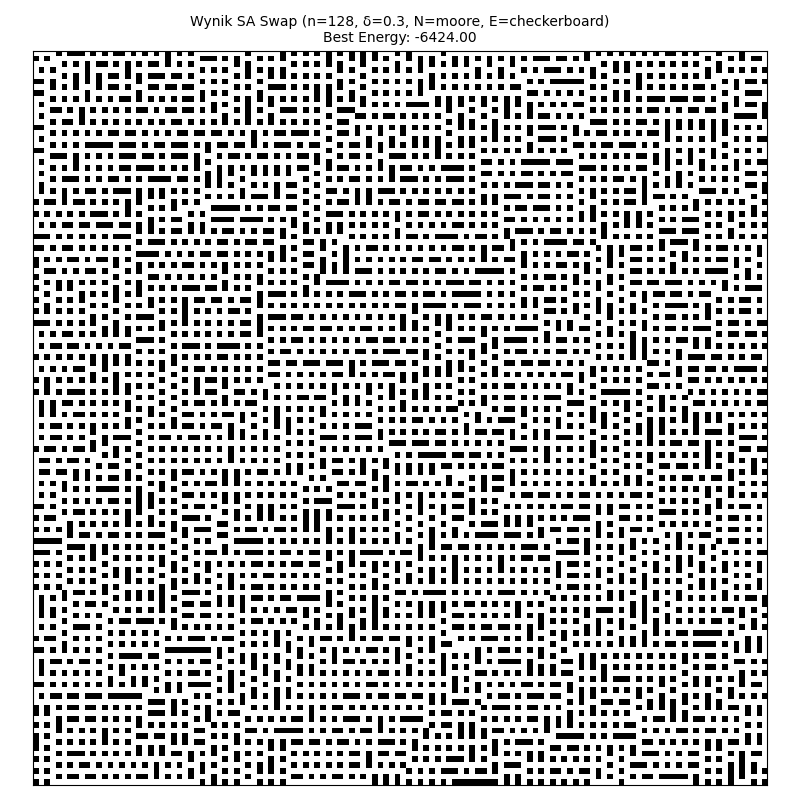 Wynik SA Swap (n=128, δ=0.3, N=moore, E=checkerboard)
Best Energy: -6424.00